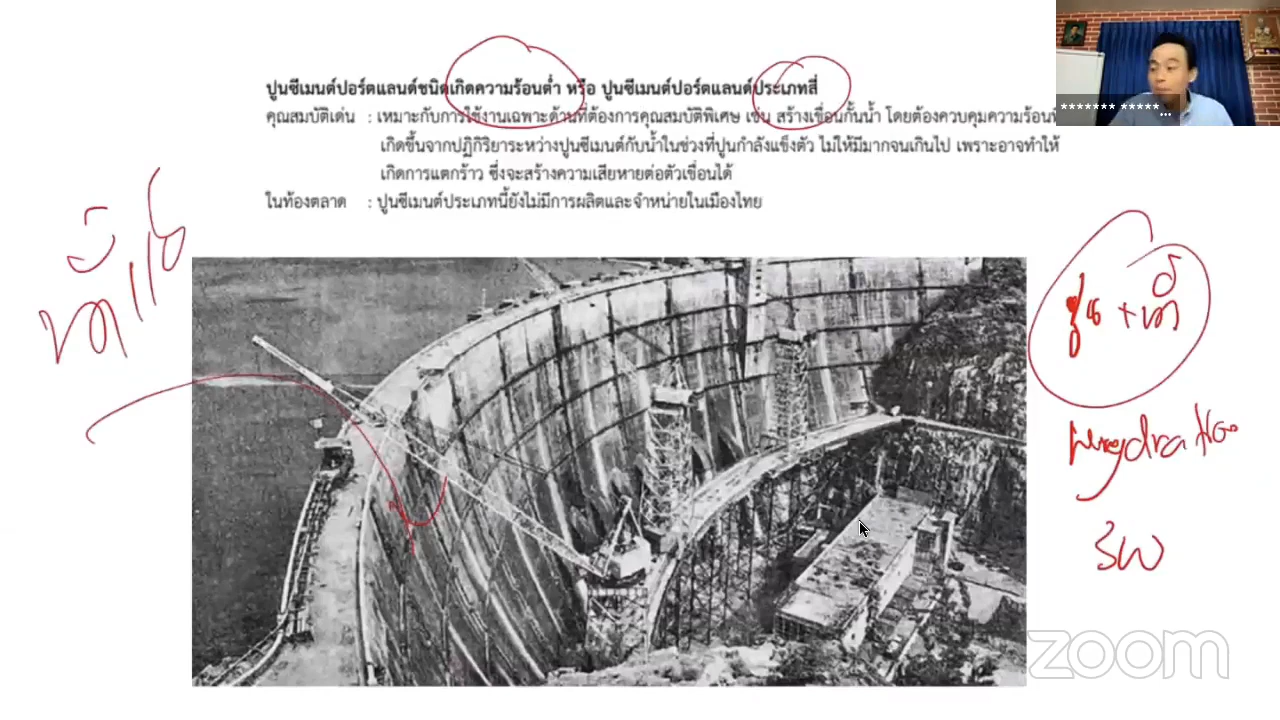 ปูนซีเมนต์ปอร์ตแลนด์ชนิดเกิดความร้อนต่ำ หรือ ปูนซีเมนต์ปอร์ตแลนด์ประเภทสี่
คุณสมบัติเด่น : เหมาะกับการใช้งานเฉพาะด้านที่ต้องการคุณสมบัติพิเศษ เช่น สร้างเขื่อนกั้นน้ำ โดยต้องควบคุมความร้อน
เกิดขึ้นจากปฏิกิริยาระหว่างปูนซีเมนต์กับน้ำในช่วงที่ปูนกำลังแข็งตัว ไม่ให้มีมากจนเกินไป เพราะอาจทำให้
เกิดการแตกร้าว ซึ่งจะสร้างความเสียหายต่อตัวเขื่อนได้
ในท้องตลาด : ปูนซีเมนต์ประเภทนี้ยังไม่มีการผลิตและจำหน่ายในเมืองไทย
******* ***** ...
zoom